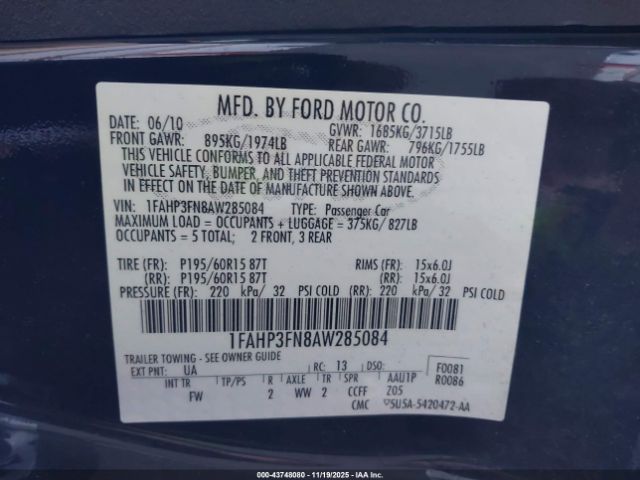 MFD. BY FORD MOTOR CO.
DATE: 06/10 GVWR: 1685KG/3715LB
FRONT GAWR: 895KG/1974LB REAR GAWR: 796KG/1755LB
THIS VEHICLE CONFORMS TO ALL APPLICABLE FEDERAL MOTOR
VEHICLE SAFETY, BUMPER, AND THEFT PREVENTION STANDARDS
IN EFFECT ON THE DATE OF MANUFACTURE SHOWN ABOVE.
VIN: 1FAHP3FN8AW285084 TYPE: Passenger Car
MAXIMUM LOAD = OCCUPANTS + LUGGAGE = 375KG/ 827LB
OCCUPANTS = 5 TOTAL; 2 FRONT, 3 REAR
TIRE (FR): P195/60R15 87T RIMS (FR): 15x6.0J
(RR): P195/60R15 87T (RR): 15x6.0J
PRESSURE (FR): 220 kPa/ 32 PSI COLD (RR): 220 kPa/ 32 PSI COLD
1FAHP3FN8AW285084
TRAILER TOWING - SEE OWNER GUIDE
EXT PNT: UA RC: 13 DSO: F0081
R0086
INT TR TP/PS R AXLE TR SPR AAU1P
FW 2 WW 2 CCFF Z05
CMC 5U5A-5420472-AA
000-43748080 - 11/19/2025 - IAA, Inc.